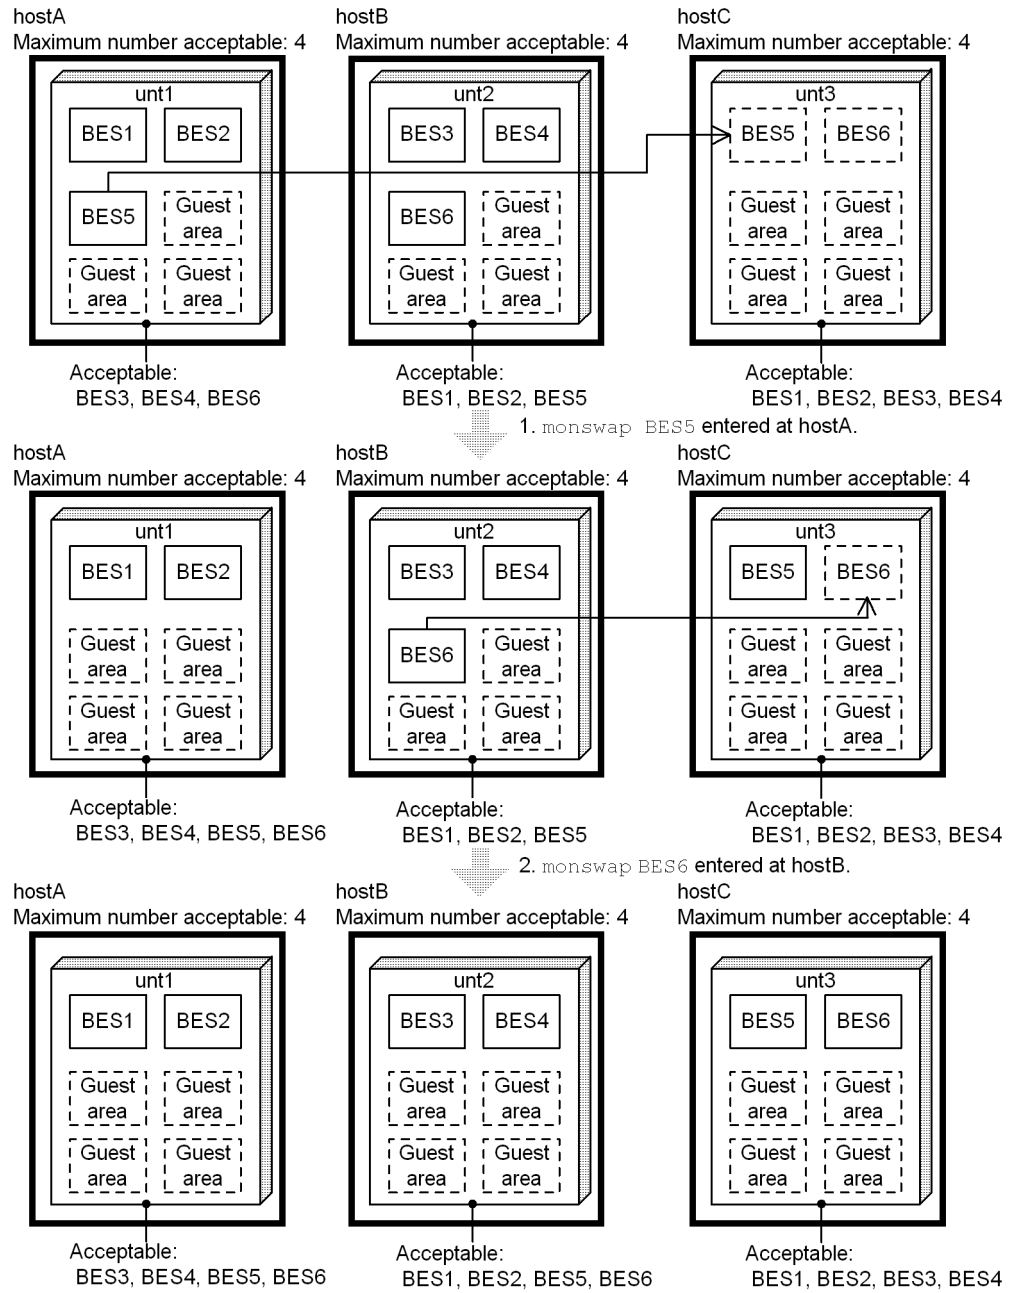 hostA
Maximum number acceptable: 4
unt1
BES1 BES2
BES5 Guest
area
Guest Guest
area area
Acceptable:
BES3, BES4, BES6
hostB
Maximum number acceptable: 4
unt2
BES3 BES4
BES6 Guest
area
Guest Guest
area area
Acceptable:
BES1, BES2, BES5
hostC
Maximum number acceptable: 4
unt3
BES5 BES6
Guest Guest
area area
Guest Guest
area area
Acceptable:
BES1, BES2, BES3, BES4
1. monswap BES5 entered at hostA.
hostA
Maximum number acceptable: 4
unt1
BES1 BES2
Guest Guest
area area
Guest Guest
area area
Acceptable:
BES3, BES4, BES5, BES6
hostB
Maximum number acceptable: 4
unt2
BES3 BES4
BES6 Guest
area
Guest Guest
area area
Acceptable:
BES1, BES2, BES5
hostC
Maximum number acceptable: 4
unt3
BES5 BES6
Guest Guest
area area
Guest Guest
area area
Acceptable:
BES1, BES2, BES3, BES4
2. monswap BES6 entered at hostB.
hostA
Maximum number acceptable: 4
unt1
BES1 BES2
Guest Guest
area area
Guest Guest
area area
Acceptable:
BES3, BES4, BES5, BES6
hostB
Maximum number acceptable: 4
unt2
BES3 BES4
Guest Guest
area area
Guest Guest
area area
Acceptable:
BES1, BES2, BES5, BES6
hostC
Maximum number acceptable: 4
unt3
BES5 BES6
Guest Guest
area area
Guest Guest
area area
Acceptable:
BES1, BES2, BES3, BES4